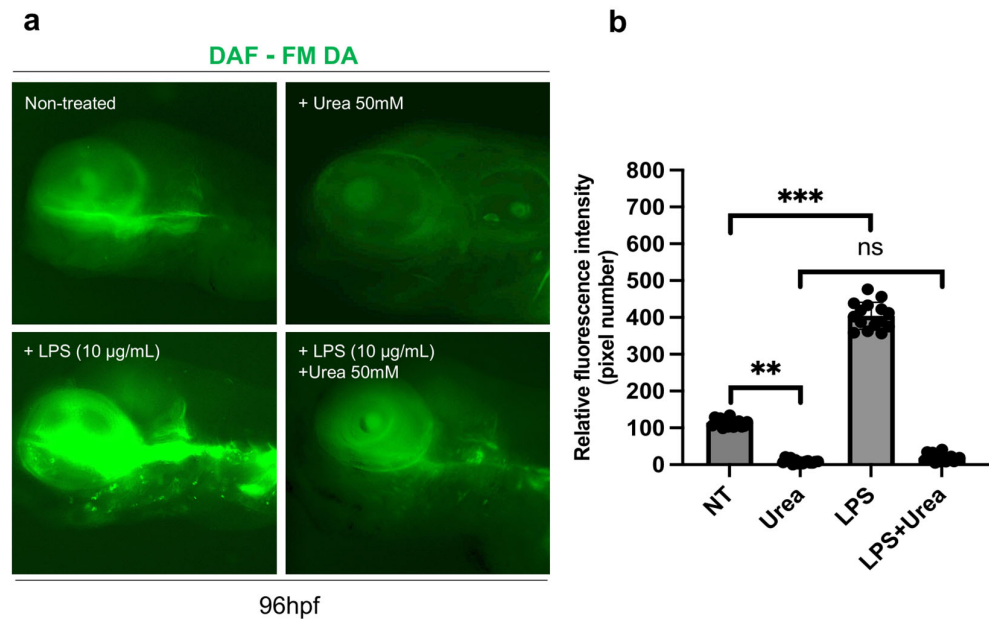 a
DAF - FM DA
Non-treated
+ Urea 50mM
+ LPS (10 µg/mL)
+ LPS (10 µg/mL)
+Urea 50mM
96hpf
b
Relative fluorescence intensity
(pixel number)
800
700
600
500
400
300
200
100
0
***
ns
**
NT
Urea
LPS
LPS+Urea